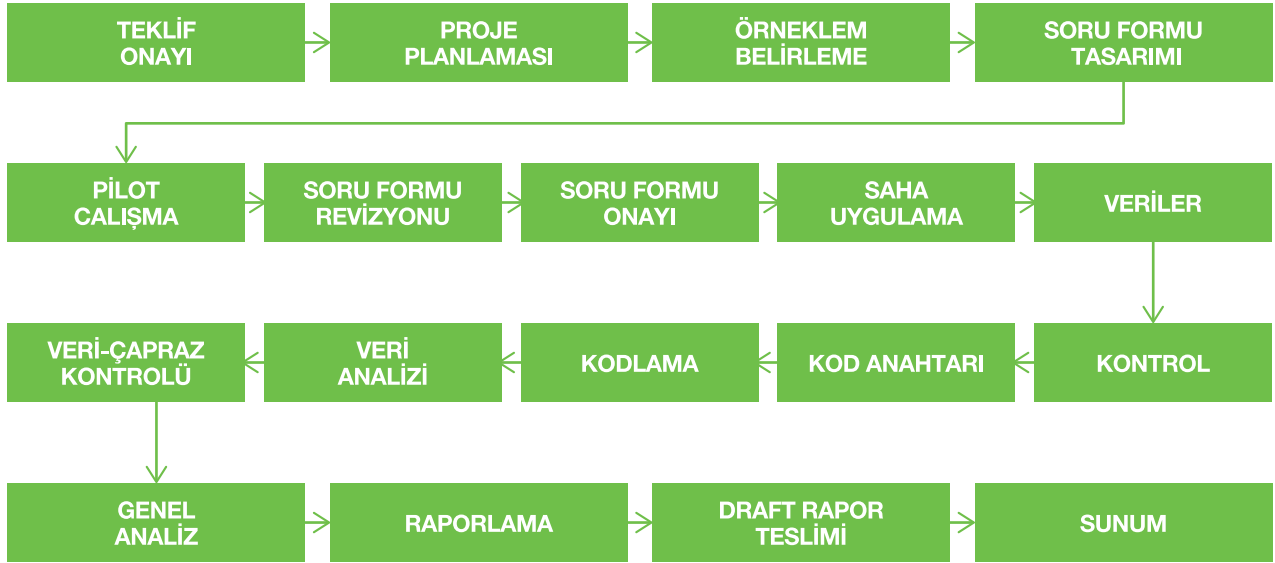 TEKLİF
ONAYI
PROJE
PLANLAMASI
ÖRNEKLEM
BELİRLEME
SORU FORMU
TASARIMI
PİLOT
CALIŞMA
SORU FORMU
REVİZYONU
SORU FORMU
ONAYI
SAHA
UYGULAMA
VERİLER
VERİ-ÇAPRAZ
KONTROLÜ
VERİ
ANALİZİ
KODLAMA
KOD ANAHTARI
KONTROL
GENEL
ANALİZ
RAPORLAMA
DRAFT RAPOR
TESLİMİ
SUNUM